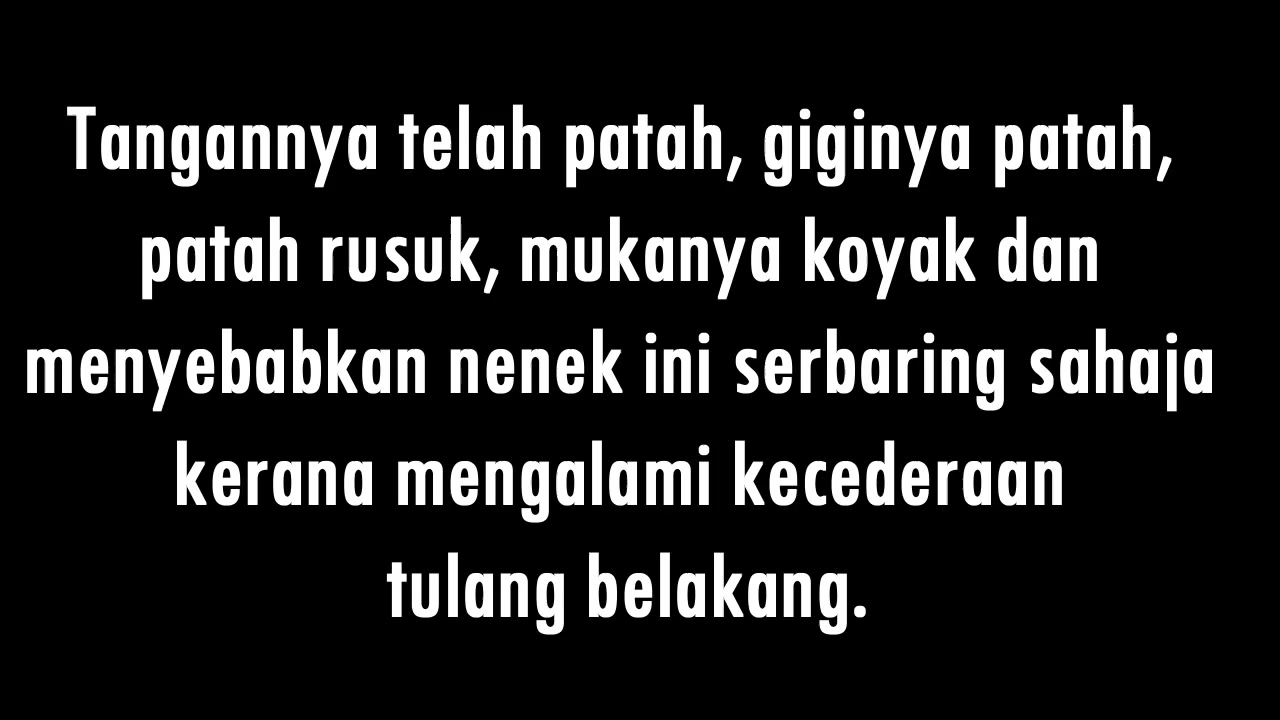 Tangannya telah patah, giginya patah,
patah rusuk, mukanya koyak dan
menyebabkan nenek ini serbaring sahaja
kerana mengalami kecederaan
tulang belakang.